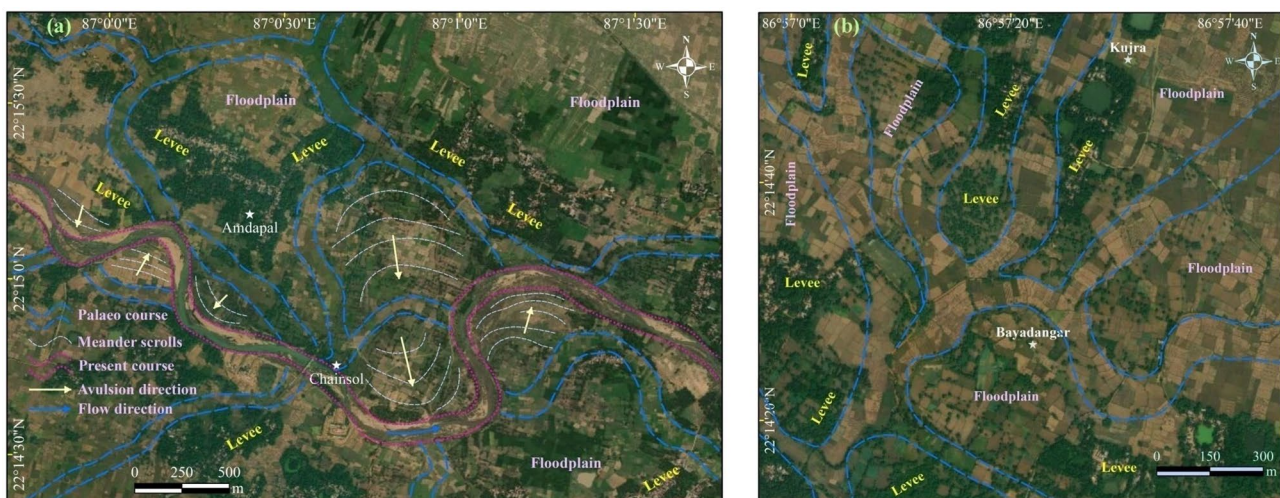 (a)
87°0'0"E
87°0'30"E
87°1'0"E
87°1'30"E
22°15'30"N
22°15'0"N
22°14'30"N
N
W E
S
Floodplain
Floodplain
Levee
Levee
Levee
Levee
Levee
Amdapal
Chainsol
Palaeo course
Meander scrolls
Present course
Avulsion direction
Flow direction
Levee
Floodplain
Levee
0 250 500
m
(b)
86°57'0"E
86°57'20"E
86°57'40"E
22°14'40"N
22°14'20"N
Kujra
N
W E
S
Levee
Floodplain
Levee
Floodplain
Levee
Floodplain
Levee
Levee
Floodplain
Bayadangar
Floodplain
Levee
Levee
Levee
0 150 300
m